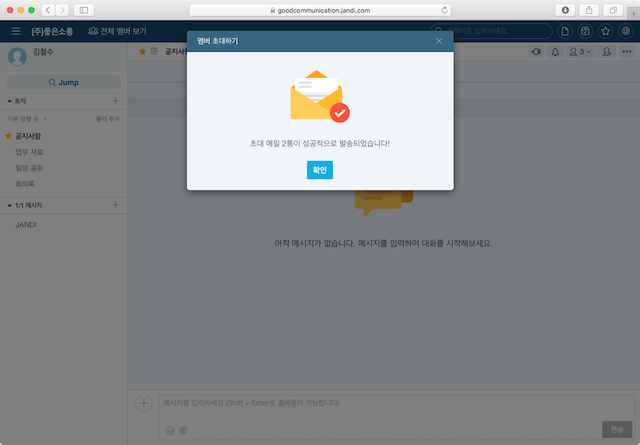 goodcommunication.jandi.com
(주)좋은소통
전체 멤버 보기
키워드를 입력하세요.
김철수
Jump
토픽
기본 정렬 순
폴더 추가
공지사항
업무 자료
일정 공유
회의록
1:1 메시지
JANDI
공지사항
3
멤버 초대하기
초대 메일 2통이 성공적으로 발송되었습니다!
확인
아직 메시지가 없습니다. 메시지를 입력하여 대화를 시작해보세요.
메시지를 입력하세요 (Shift + Enter로 줄바꿈이 가능합니다)
전송